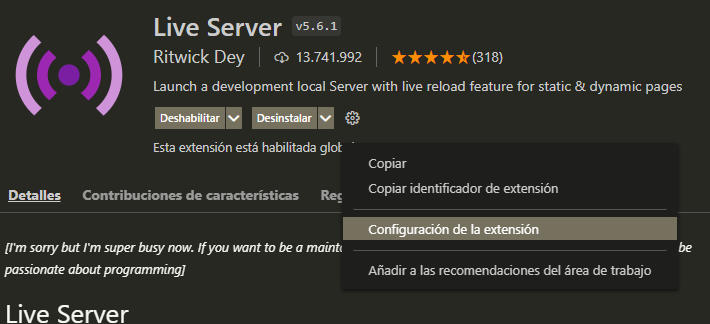 Live Server v5.6.1
Ritwick Dey 13.741.992 (318)
Launch a development local Server with live reload feature for static & dynamic pages
Deshabilitar Desinstalar
Esta extensión está habilitada
Copiar
Copiar identificador de extensión
Configuración de la extensión
Añadir a las recomendaciones del área de trabajo
Detalles Contribuciones de características
[I'm sorry but I'm super busy now. If you want to be a be
passionate about programming]
Live Server